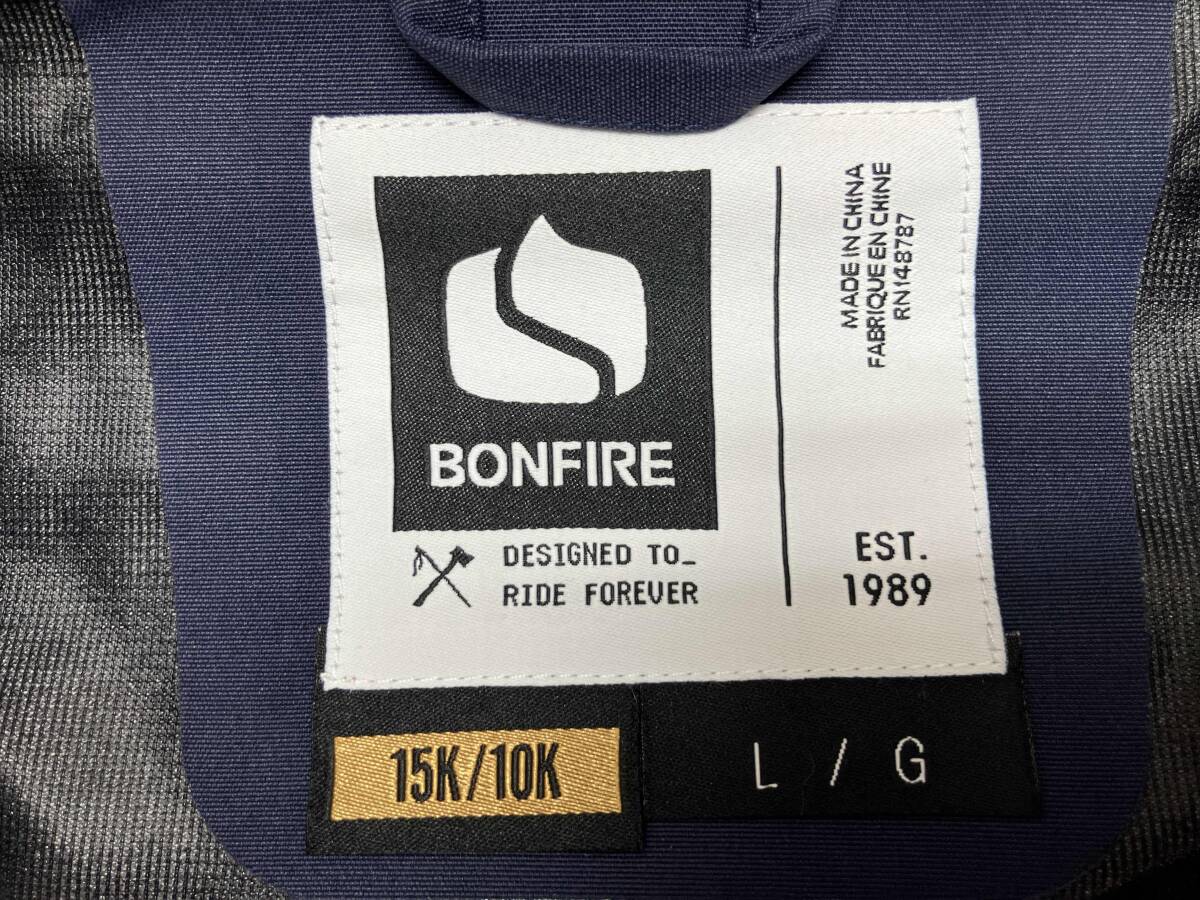 BONFIRE
DESIGNED TO_
RIDE FOREVER
MADE IN CHINA
FABRIQUE EN CHINE
RN148787
EST.
1989
15K/10K
L / G